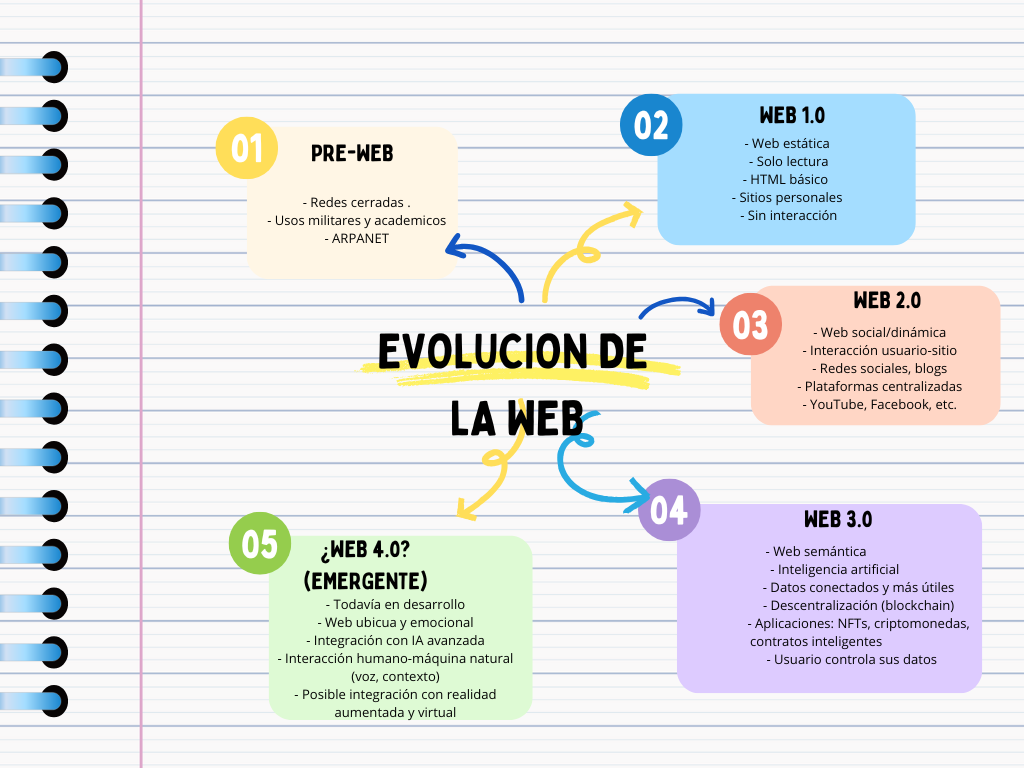 EVOLUCION DE
LA WEB
01
PRE-WEB
- Redes cerradas .
- Usos militares y academicos
- ARPANET
02
WEB 1.0
- Web estática
- Solo lectura
- HTML básico
- Sitios personales
- Sin interacción
03
WEB 2.0
- Web social/dinámica
- Interacción usuario-sitio
- Redes sociales, blogs
- Plataformas centralizadas
- YouTube, Facebook, etc.
04
WEB 3.0
- Web semántica
- Inteligencia artificial
- Datos conectados y más útiles
- Descentralización (blockchain)
- Aplicaciones: NFTs, criptomonedas,
contratos inteligentes
- Usuario controla sus datos
05
¿WEB 4.0?
(EMERGENTE)
- Todavía en desarrollo
- Web ubicua y emocional
- Integración con IA avanzada
- Interacción humano-máquina natural
(voz, contexto)
- Posible integración con realidad
aumentada y virtual